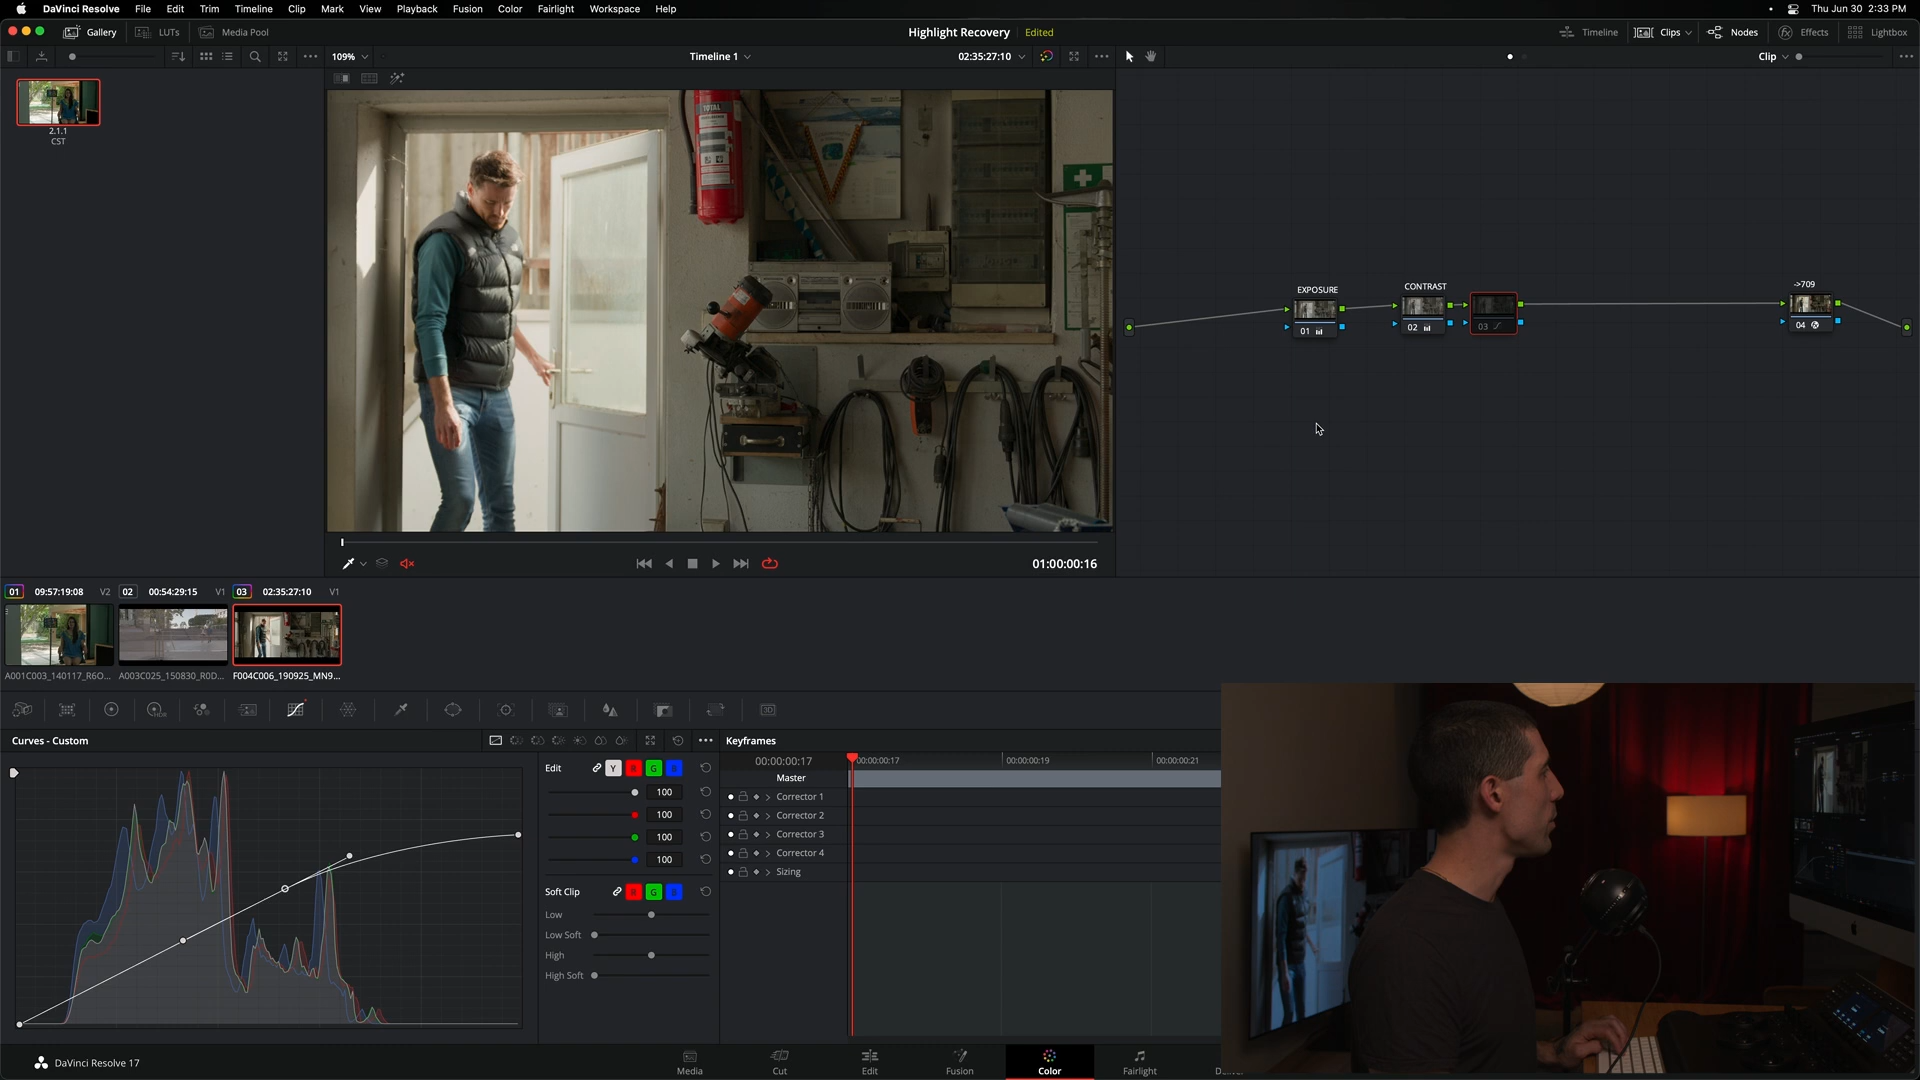 DaVinci Resolve File Edit Trim Timeline Clip Mark View Playback Fusion Color Fairlight Workspace Help Thu Jun 30 2:33 PM
Gallery LUTs Media Pool Highlight Recovery Edited Timeline Clips Nodes Effects Lightbox
109% Timeline 1 02:35:27:10 Clip
2.1.1
CST
TOTAL
EXPOSURE
01
CONTRAST
02
03
->709
04
01:00:00:16
01 09:57:19:08 V2 02 00:54:29:15 V1 03 02:35:27:10 V1
A001C003_140117_R6O... A003C025_150830_R0D... F004C006_190925_MN9...
HDR
3D
Curves - Custom
Edit Y R G B
100
100
100
100
Soft Clip R G B
Low
Low Soft
High
High Soft
Keyframes
00:00:00:17 00:00:00:17 00:00:00:19 00:00:00:21
Master
Corrector 1
Corrector 2
Corrector 3
Corrector 4
Sizing
DaVinci Resolve 17 Media Cut Edit Fusion Color Fairlight